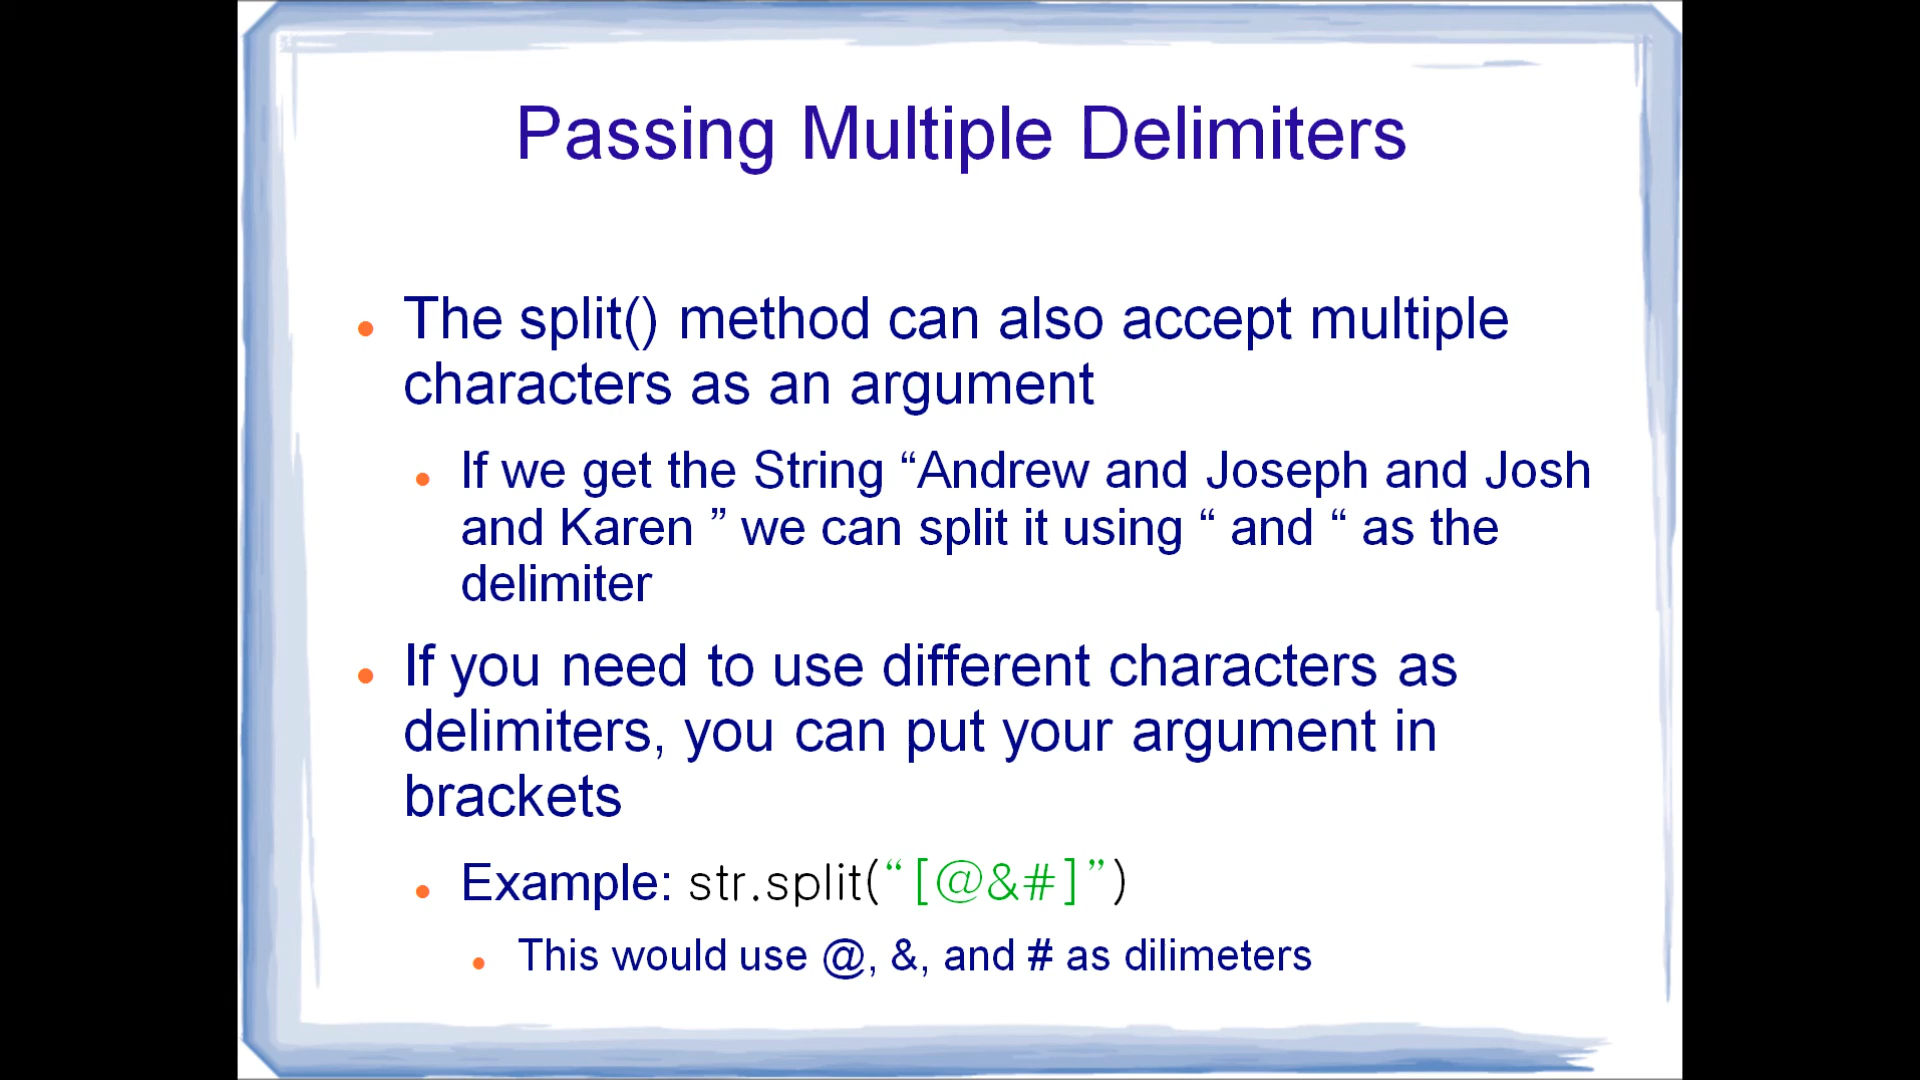 Passing Multiple Delimiters
• The split() method can also accept multiple
characters as an argument
• If we get the String “Andrew and Joseph and Josh
and Karen ” we can split it using “ and “ as the
delimiter
• If you need to use different characters as
delimiters, you can put your argument in
brackets
• Example: str.split(“[@&#]”)
• This would use @, &, and # as dilimeters